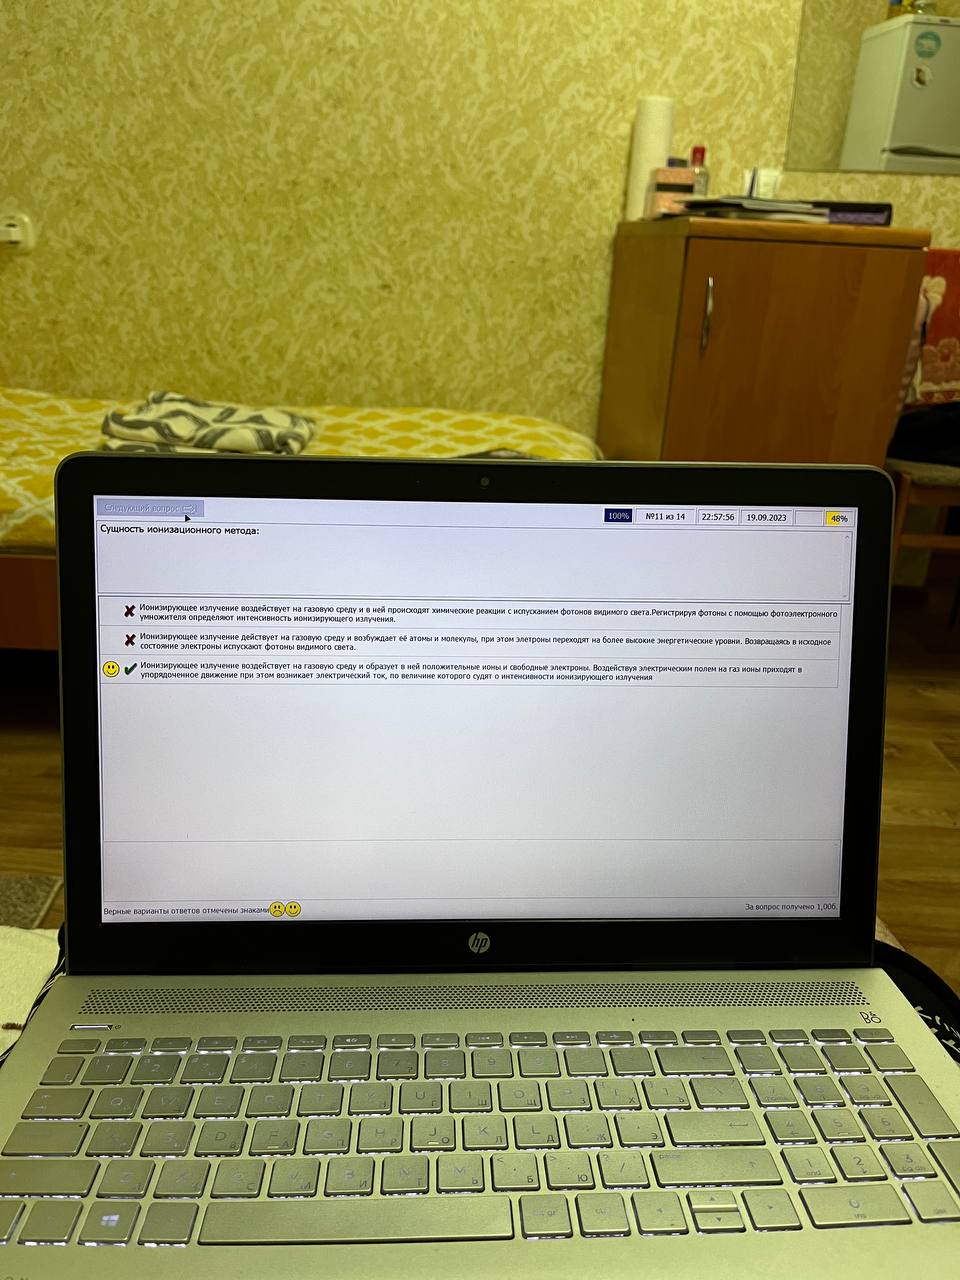 Следующий вопрос
100%
№11 из 14
22:57:56
19.09.2023
48%
Сущность ионизационного метода:
Ионизирующее излучение воздействует на газовую среду и в ней происходят химические реакции с испусканием фотонов видимого света.Регистрируя фотоны с помощью фотоэлектронного
умножителя определяют интенсивность ионизирующего излучения.
Ионизирующее излучение действует на газовую среду и возбуждает её атомы и молекулы, при этом элетроны переходят на более высокие энергетические уровни. Возвращаясь в исходное
состояние электроны испускают фотоны видимого света.
Ионизирующее излучение воздействует на газовую среду и образует в ней положительные ионы и свободные электроны. Воздействуя электрическим полем на газ ионы приходят в
упорядоченное движение при этом возникает электрический ток, по величине которого судят о интенсивности ионизирующего излучения
Верные варианты ответов отмечены знаками
За вопрос получено 1,00б.
hp
B&O